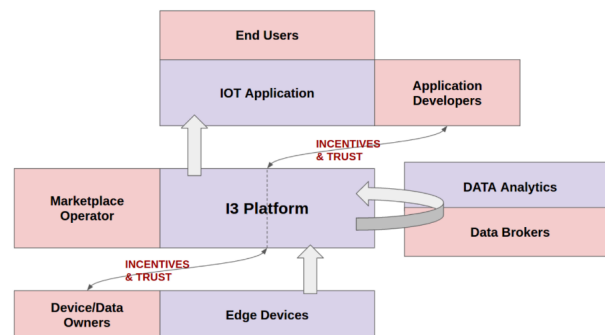 End Users
IOT Application
Application
Developers
INCENTIVES
& TRUST
Marketplace
Operator
I3 Platform
DATA Analytics
Data Brokers
INCENTIVES
& TRUST
Device/Data
Owners
Edge Devices